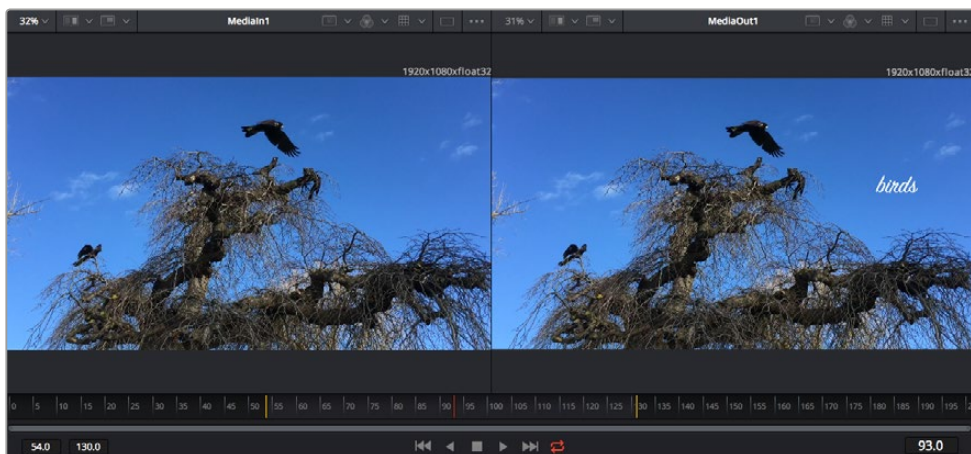 32% MediaIn1 31% MediaOut1
1920x1080xfloat32 1920x1080xfloat32
birds
0 5 10 15 20 25 30 35 40 45 50 55 60 65 70 75 80 85 90 95 100 105 110 115 120 125 130 135 140 145 150 155 160 165 170 175 180 185 190 195
54.0 130.0 93.0